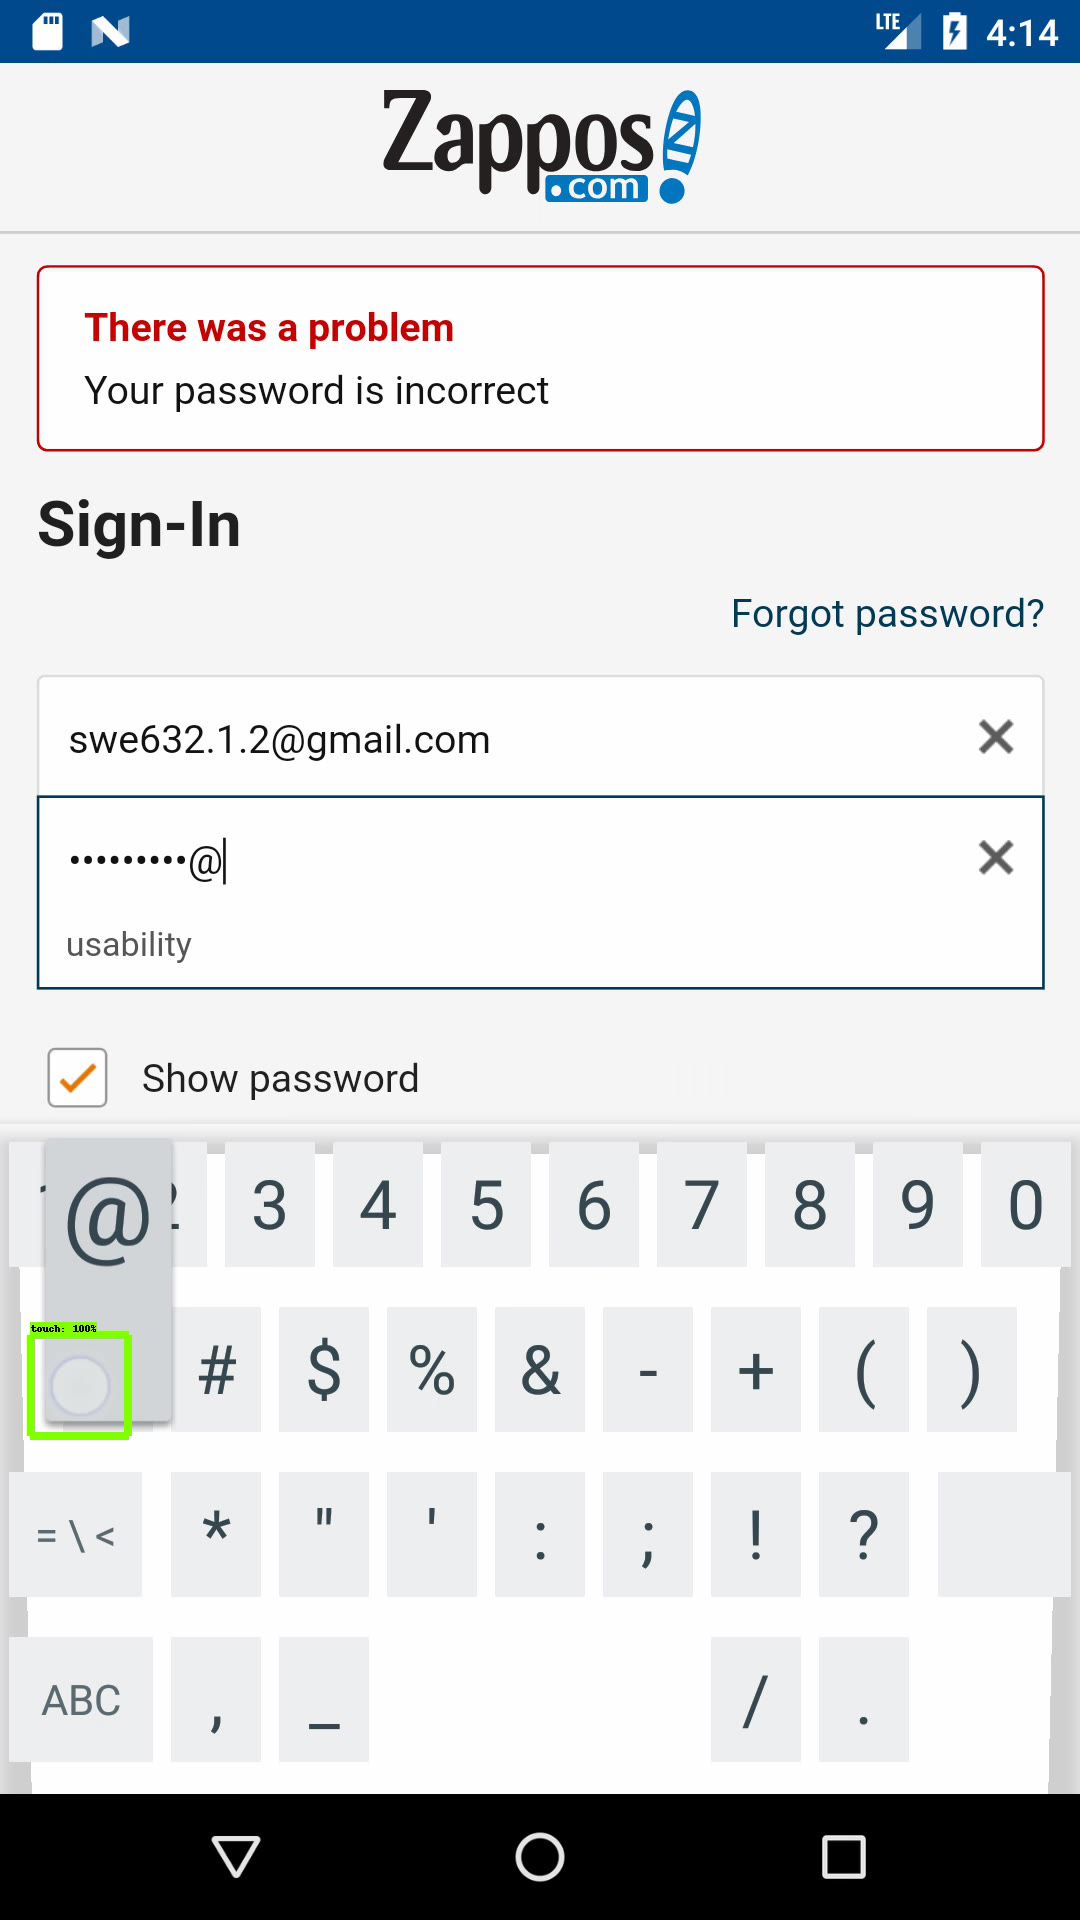 LTE 4:14
Zappos
.com
There was a problem
Your password is incorrect
Sign-In
Forgot password?
swe632.1.2@gmail.com
•••••••••@
usability
Show password
@ 3 4 5 6 7 8 9 0
touch: 100%
# $ % & - + ( )
= \ < * " ' : ; ! ?
ABC , _ / .